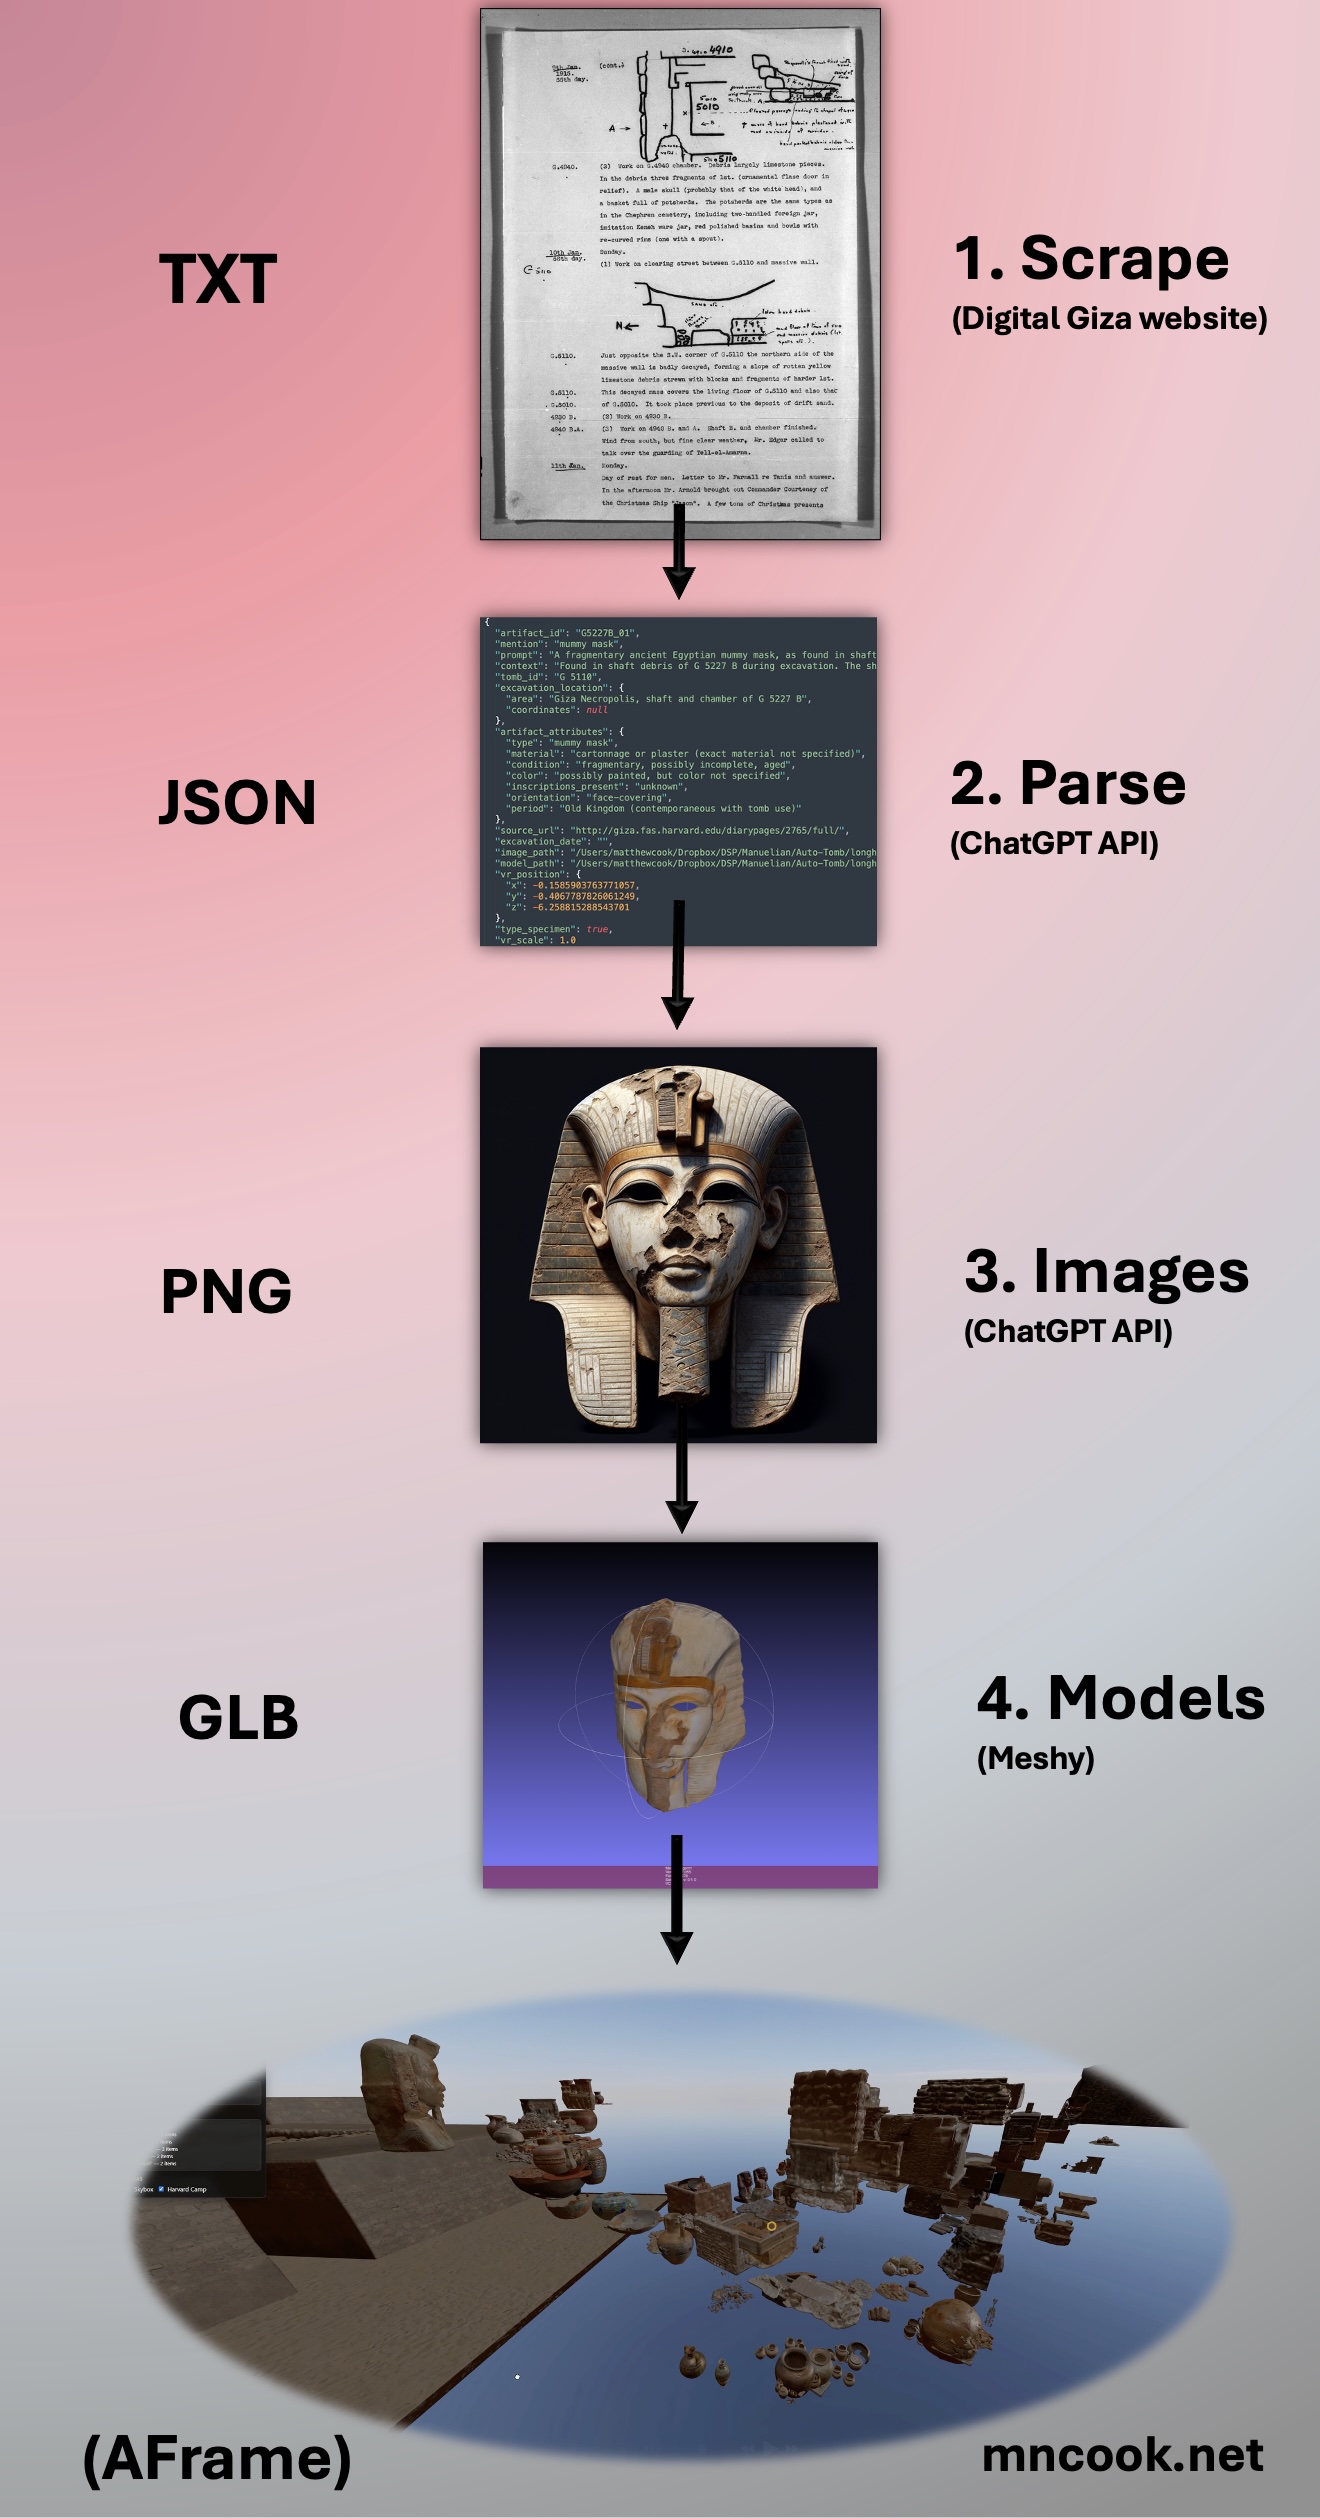 S. 4910 4910
9th Jan. (cont.)
1915.
55th day.
5010
5010
A →
← B
S 5110 5110
G.4940. (3) Work on G.4940 chamber. Debris largely limestone pieces.
In the debris three fragments of lst. (ornamental flase door in
relief). A male skull (probably that of the white head), and
a basket full of potsherds. The potsherds are the same types as
in the Chephren cemetery, including two-handled foreign jar,
imitation Keneh ware jar, red polished basins and bowls with
re-curved rims (one with a spout).
10th Jan. Sunday.
(1) Work on clearing street between G.5110 and massive wall.
N ←
G.5110. Just opposite the S.W. corner of G.5110 the northern side of the
massive wall is badly decayed, forming a slope of rotten yellow
limestone debris strewn with blocks and fragments of harder lst.
G.5110. This decayed mass covers the living floor of G.5110 and also that
G.5010. of G.5010. It took place previous to the deposit of drift sand.
4930 B. (2) Work on 4930 B.
4940 B.A. (3) Work on 4940 B. and A. Shaft B. and chamber finished.
Wind from south, but fine clear weather, Mr. Edgar called to
talk over the guarding of Tell-el-Amarna.
11th Jan. Monday.
Day of rest for men. Letter to Mr. Farnall re Tanis and answer.
In the afternoon Mr. Arnold brought out Commander Courtenay of
the Christmas Ship "Jason". A few tons of Christmas presents
TXT
1. Scrape
(Digital Giza website)
{
"artifact_id": "G5227B_01",
"mention": "mummy mask",
"prompt": "A fragmentary ancient Egyptian mummy mask, as found in shaft
"context": "Found in shaft debris of G 5227 B during excavation. The sh
"tomb_id": "G 5110",
"excavation_location": {
"area": "Giza Necropolis, shaft and chamber of G 5227 B",
"coordinates": null
},
"artifact_attributes": {
"type": "mummy mask",
"material": "cartonnage or plaster (exact material not specified)",
"condition": "fragmentary, possibly incomplete, aged",
"color": "possibly painted, but color not specified",
"inscriptions_present": "unknown",
"orientation": "face-covering",
"period": "Old Kingdom (contemporaneous with tomb use)"
},
"source_url": "http://giza.fas.harvard.edu/diarypages/2765/full/",
"excavation_date": "",
"image_path": "/Users/matthewcook/Dropbox/DSP/Manuelian/Auto-Tomb/longh
"model_path": "/Users/matthewcook/Dropbox/DSP/Manuelian/Auto-Tomb/longh
"vr_position": {
"x": -0.1585903763771057,
"y": -0.4067787826061249,
"z": -6.258815288543701
},
"type_specimen": true,
"vr_scale": 1.0
JSON
2. Parse
(ChatGPT API)
PNG
3. Images
(ChatGPT API)
GLB
4. Models
(Meshy)
items
items
3 items
items
2 items
Skybox Harvard Camp
(AFrame)
mncook.net